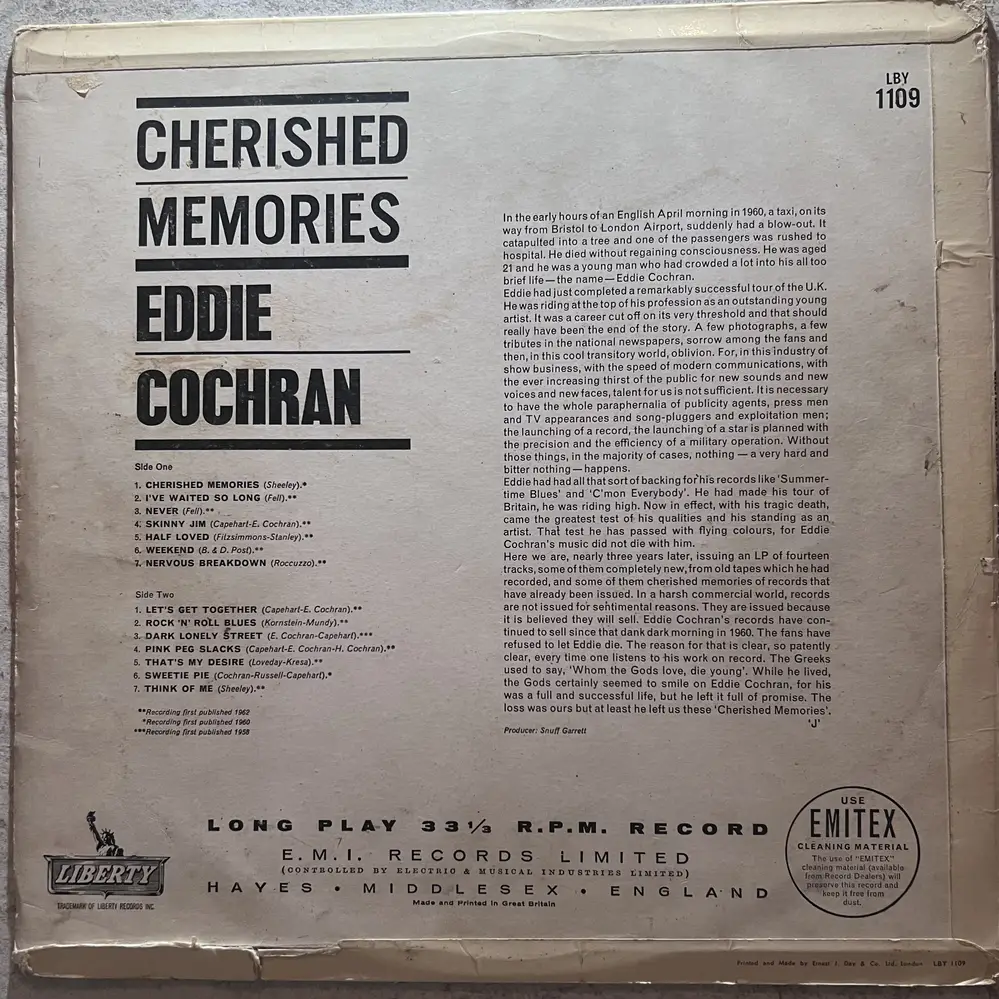 LBY
1109
CHERISHED
MEMORIES
EDDIE
COCHRAN
Side One
1. CHERISHED MEMORIES (Sheeley).*
2. I'VE WAITED SO LONG (Fell).**
3. NEVER (Fell).**
4. SKINNY JIM (Capehart-E. Cochran).**
5. HALF LOVED (Fitzsimmons-Stanley).**
6. WEEKEND (B. & D. Post).**
7. NERVOUS BREAKDOWN (Roccuzzo).**
Side Two
1. LET'S GET TOGETHER (Capehart-E. Cochran).**
2. ROCK 'N' ROLL BLUES (Kornstein-Mundy).**
3. DARK LONELY STREET (E. Cochran-Capehart).***
4. PINK PEG SLACKS (Capehart-E. Cochran-H. Cochran).**
5. THAT'S MY DESIRE (Loveday-Kresa).**
6. SWEETIE PIE (Cochran-Russell-Capehart).*
7. THINK OF ME (Sheeley).**
**Recording first published 1962
*Recording first published 1960
***Recording first published 1958
In the early hours of an English April morning in 1960, a taxi, on its
way from Bristol to London Airport, suddenly had a blow-out. It
catapulted into a tree and one of the passengers was rushed to
hospital. He died without regaining consciousness. He was aged
21 and he was a young man who had crowded a lot into his all too
brief life—the name—Eddie Cochran.
Eddie had just completed a remarkably successful tour of the U.K.
He was riding at the top of his profession as an outstanding young
artist. It was a career cut off on its very threshold and that should
really have been the end of the story. A few photographs, a few
tributes in the national newspapers, sorrow among the fans and
then, in this cool transitory world, oblivion. For, in this industry of
show business, with the speed of modern communications, with
the ever increasing thirst of the public for new sounds and new
voices and new faces, talent for us is not sufficient. It is necessary
to have the whole paraphernalia of publicity agents, press men
and TV appearances and song-pluggers and exploitation men;
the launching of a record, the launching of a star is planned with
the precision and the efficiency of a military operation. Without
those things, in the majority of cases, nothing — a very hard and
bitter nothing—happens.
Eddie had had all that sort of backing for his records like 'Summer-
time Blues' and 'C'mon Everybody'. He had made his tour of
Britain, he was riding high. Now in effect, with his tragic death,
came the greatest test of his qualities and his standing as an
artist. That test he has passed with flying colours, for Eddie
Cochran's music did not die with him.
Here we are, nearly three years later, issuing an LP of fourteen
tracks, some of them completely new, from old tapes which he had
recorded, and some of them cherished memories of records that
have already been issued. In a harsh commercial world, records
are not issued for sentimental reasons. They are issued because
it is believed they will sell. Eddie Cochran's records have con-
tinued to sell since that dank dark morning in 1960. The fans have
refused to let Eddie die. The reason for that is clear, so patently
clear, every time one listens to his work on record. The Greeks
used to say, 'Whom the Gods love, die young'. While he lived,
the Gods certainly seemed to smile on Eddie Cochran, for his
was a full and successful life, but he left it full of promise. The
loss was ours but at least he left us these 'Cherished Memories'.
'J'
Producer: Snuff Garrett
LONG PLAY 33⅓ R.P.M. RECORD
E.M.I. RECORDS LIMITED
(CONTROLLED BY ELECTRIC & MUSICAL INDUSTRIES LIMITED)
HAYES • MIDDLESEX • ENGLAND
Made and Printed in Great Britain
LIBERTY
TRADEMARK OF LIBERTY RECORDS INC.
USE
EMITEX
CLEANING MATERIAL
The use of "EMITEX"
cleaning material (available
from Record Dealers) will
preserve this record and
keep it free from
dust.
Printed and Made by Ernest J. Day & Co. Ltd. London LBY 1109